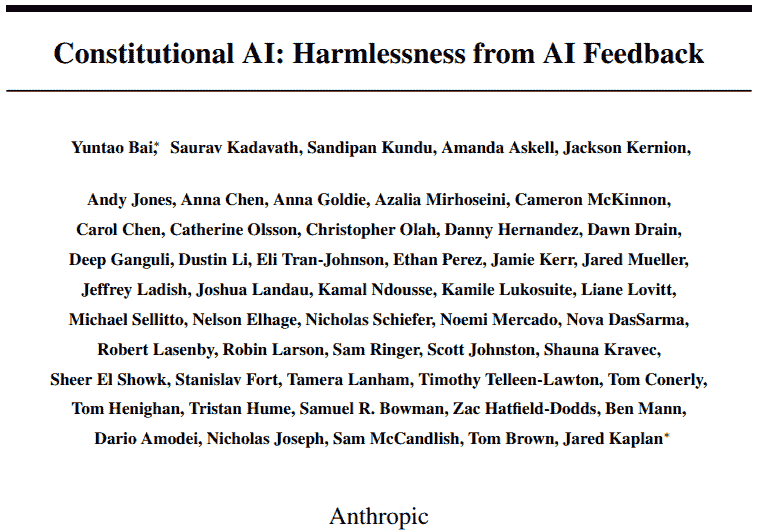 Constitutional AI: Harmlessness from AI Feedback
Yuntao Bai*, Saurav Kadavath, Sandipan Kundu, Amanda Askell, Jackson Kernion,
Andy Jones, Anna Chen, Anna Goldie, Azalia Mirhoseini, Cameron McKinnon,
Carol Chen, Catherine Olsson, Christopher Olah, Danny Hernandez, Dawn Drain,
Deep Ganguli, Dustin Li, Eli Tran-Johnson, Ethan Perez, Jamie Kerr, Jared Mueller,
Jeffrey Ladish, Joshua Landau, Kamal Ndousse, Kamile Lukosuite, Liane Lovitt,
Michael Sellitto, Nelson Elhage, Nicholas Schiefer, Noemi Mercado, Nova DasSarma,
Robert Lasenby, Robin Larson, Sam Ringer, Scott Johnston, Shauna Kravec,
Sheer El Showk, Stanislav Fort, Tamera Lanham, Timothy Telleen-Lawton, Tom Conerly,
Tom Henighan, Tristan Hume, Samuel R. Bowman, Zac Hatfield-Dodds, Ben Mann,
Dario Amodei, Nicholas Joseph, Sam McCandlish, Tom Brown, Jared Kaplan*
Anthropic